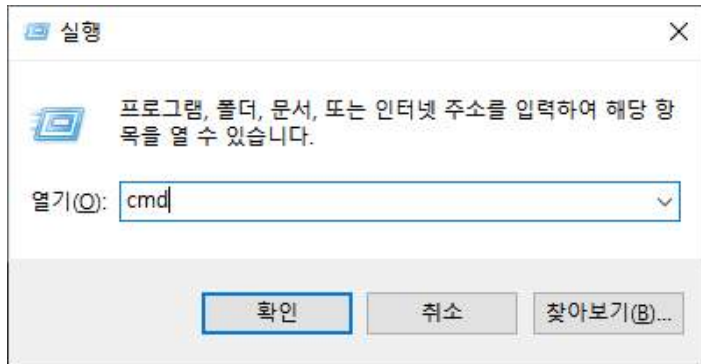 실행
프로그램, 폴더, 문서, 또는 인터넷 주소를 입력하여 해당 항
목을 열 수 있습니다.
열기(O): cmd
확인 취소 찾아보기(B)...